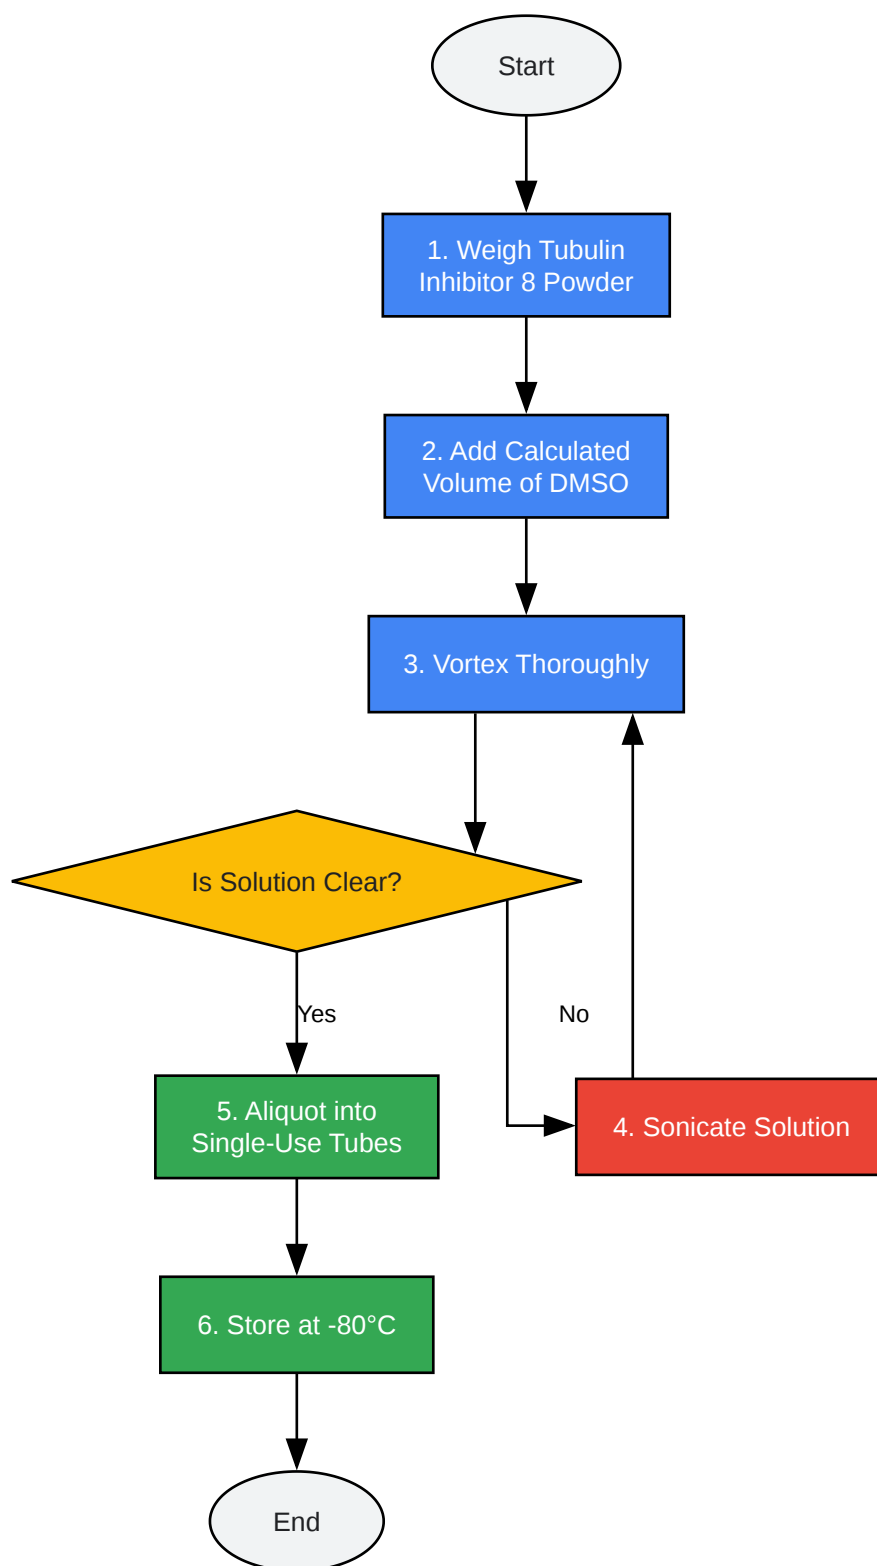 Start
1. Weigh Tubulin
Inhibitor 8 Powder
2. Add Calculated
Volume of DMSO
3. Vortex Thoroughly
Is Solution Clear?
Yes
No
5. Aliquot into
Single-Use Tubes
4. Sonicate Solution
6. Store at -80°C
End